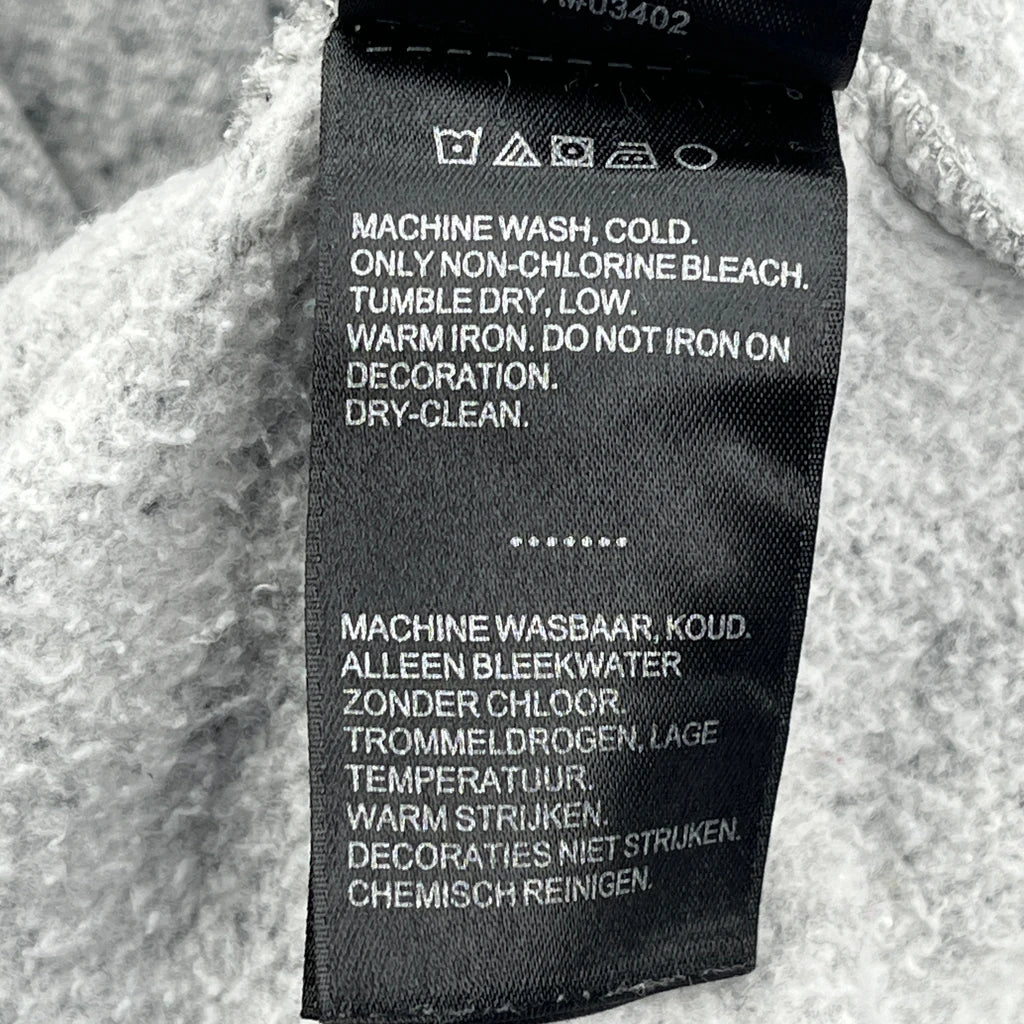 #03402
MACHINE WASH, COLD.
ONLY NON-CHLORINE BLEACH.
TUMBLE DRY, LOW.
WARM IRON. DO NOT IRON ON
DECORATION.
DRY-CLEAN.
.......
MACHINE WASBAAR, KOUD.
ALLEEN BLEEKWATER
ZONDER CHLOOR.
TROMMELDROGEN, LAGE
TEMPERATUUR.
WARM STRIJKEN.
DECORATIES NIET STRIJKEN.
CHEMISCH REINIGEN.